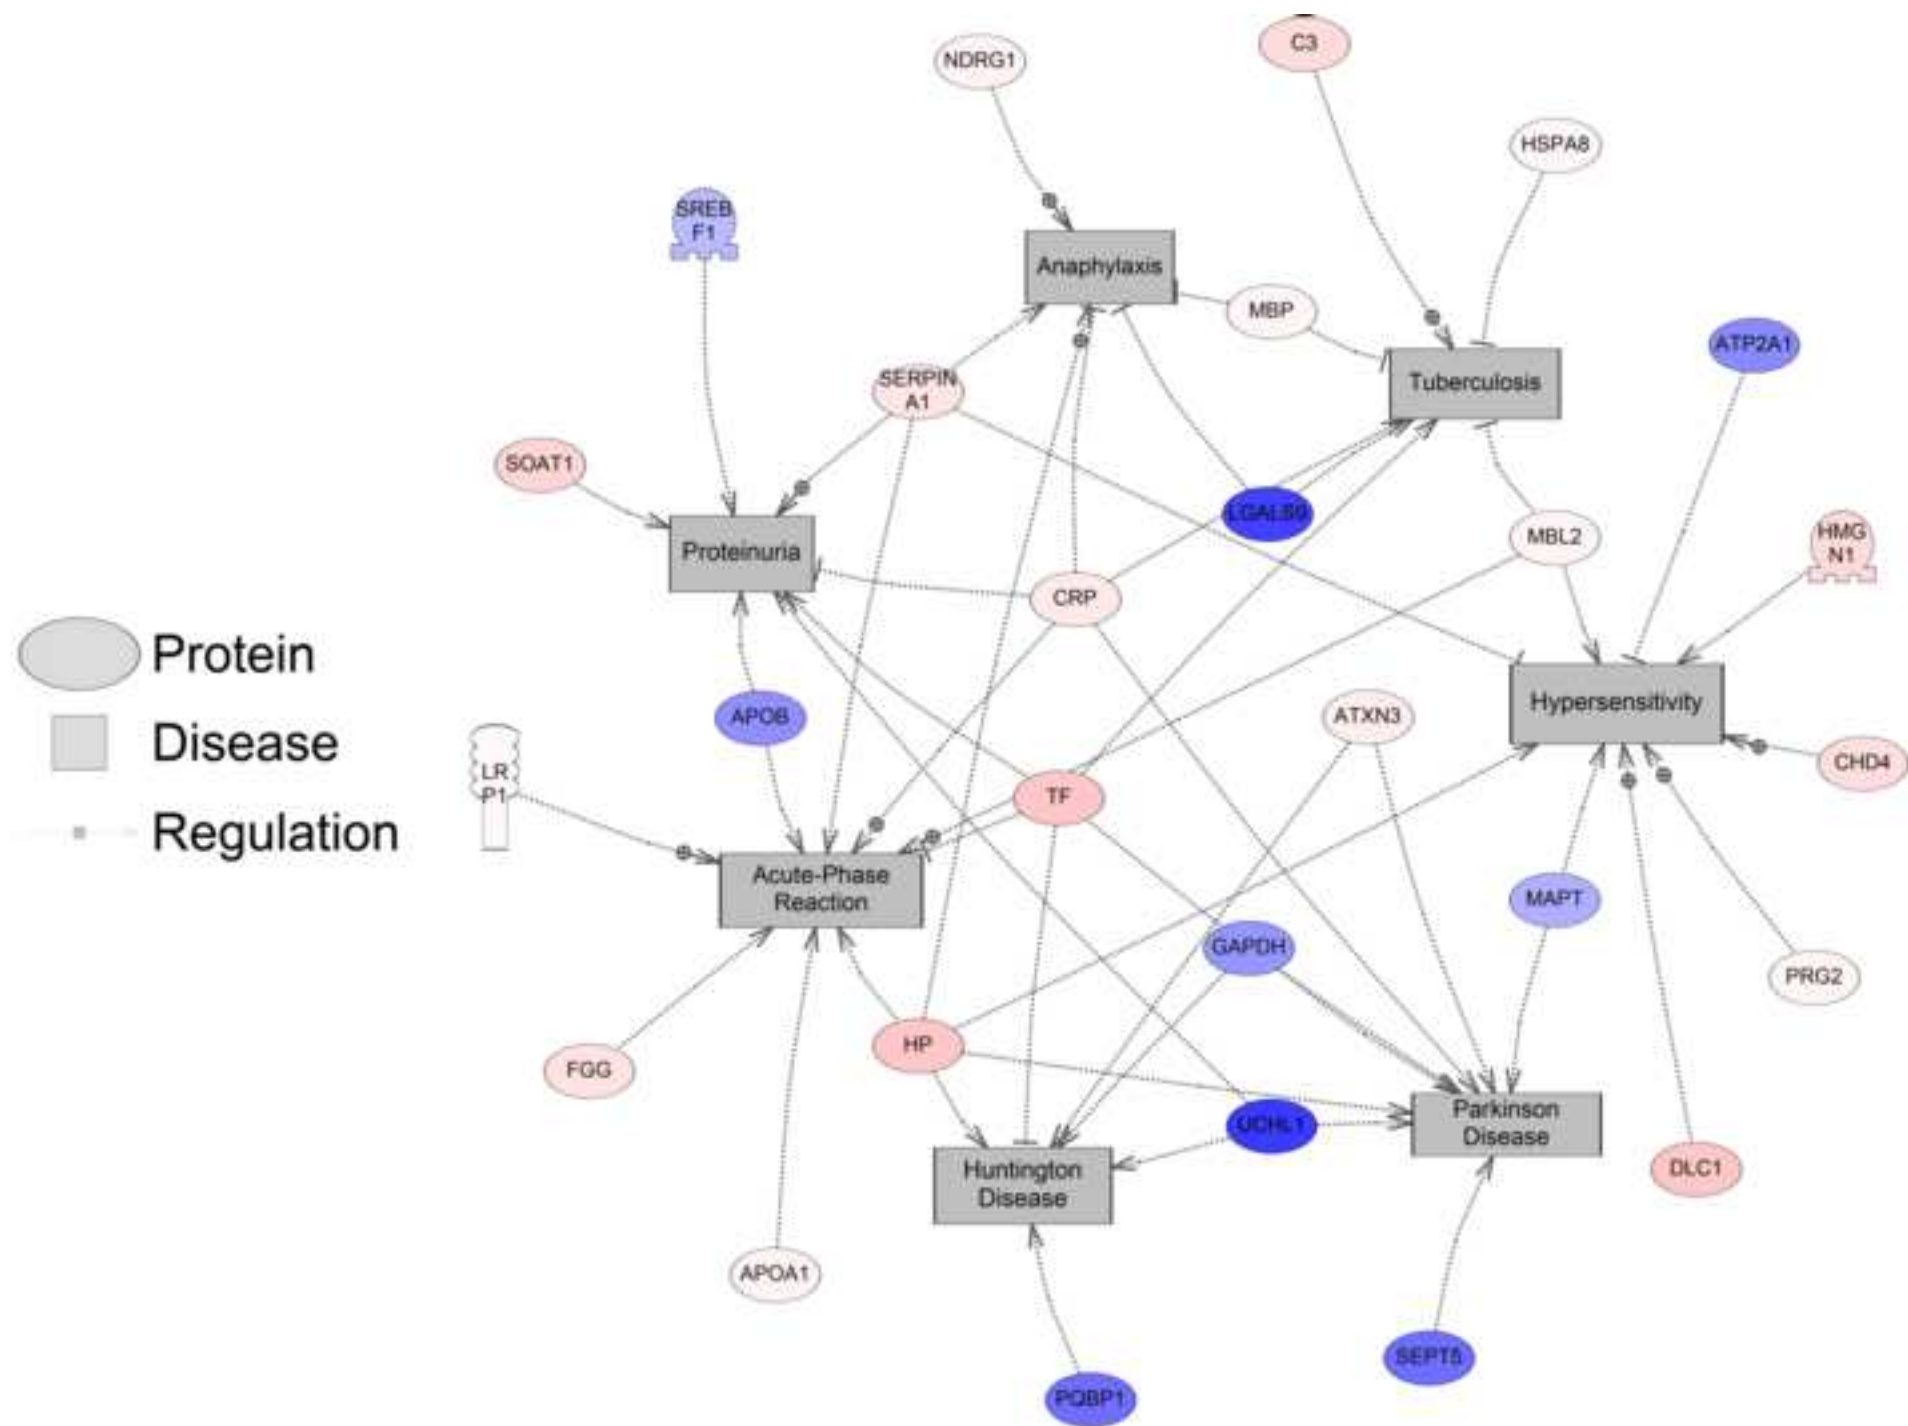 C3
NDRG1
HSPA8
SREB
F1
Anaphylaxis
MBP
ATP2A1
Tuberculosis
SERPIN
A1
SOAT1
MBL2
HMG
N1
Proteinuria
CRP
Protein
Hypersensitivity
APOB
ATXN3
Disease
LR
P1
CHD4
TF
Regulation
Acute-Phase
Reaction
MAPT
GAPDH
PRG2
HP
FGG
Parkinson
Disease
UCHL1
DLC1
Huntington
Disease
APOA1
SEPT5
PQBP1